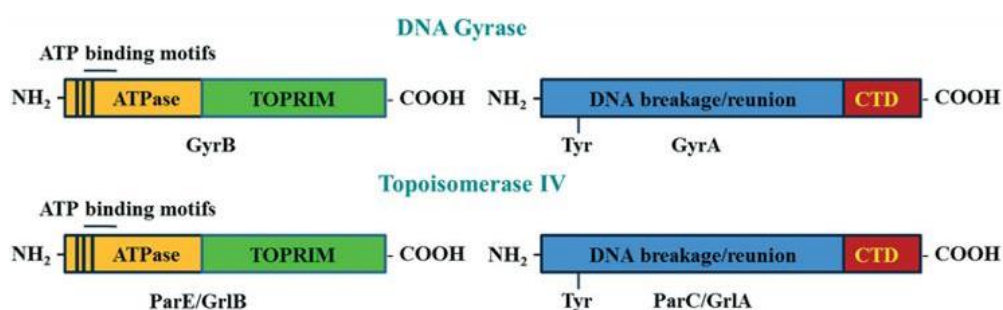 DNA Gyrase
ATP binding motifs
NH2 ATPase TOPRIM COOH NH2 DNA breakage/reunion CTD COOH
GyrB Tyr GyrA
Topoisomerase IV
ATP binding motifs
NH2 ATPase TOPRIM COOH NH2 DNA breakage/reunion CTD COOH
ParE/GrlB Tyr ParC/GrlA